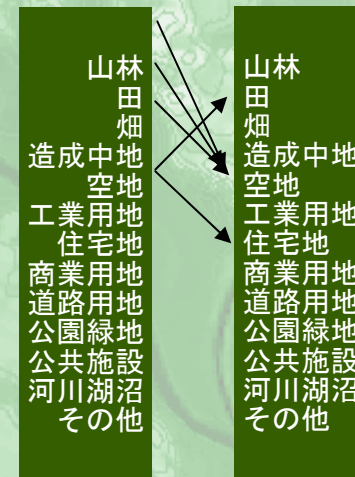 山林
田
畑
造成中地
空地
工業用地
住宅地
商業用地
道路用地
公園緑地
公共施設
河川湖沼
その他
山林
田
畑
造成中地
空地
工業用地
住宅地
商業用地
道路用地
公園緑地
公共施設
河川湖沼
その他